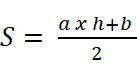 S = (a x h+b)/2